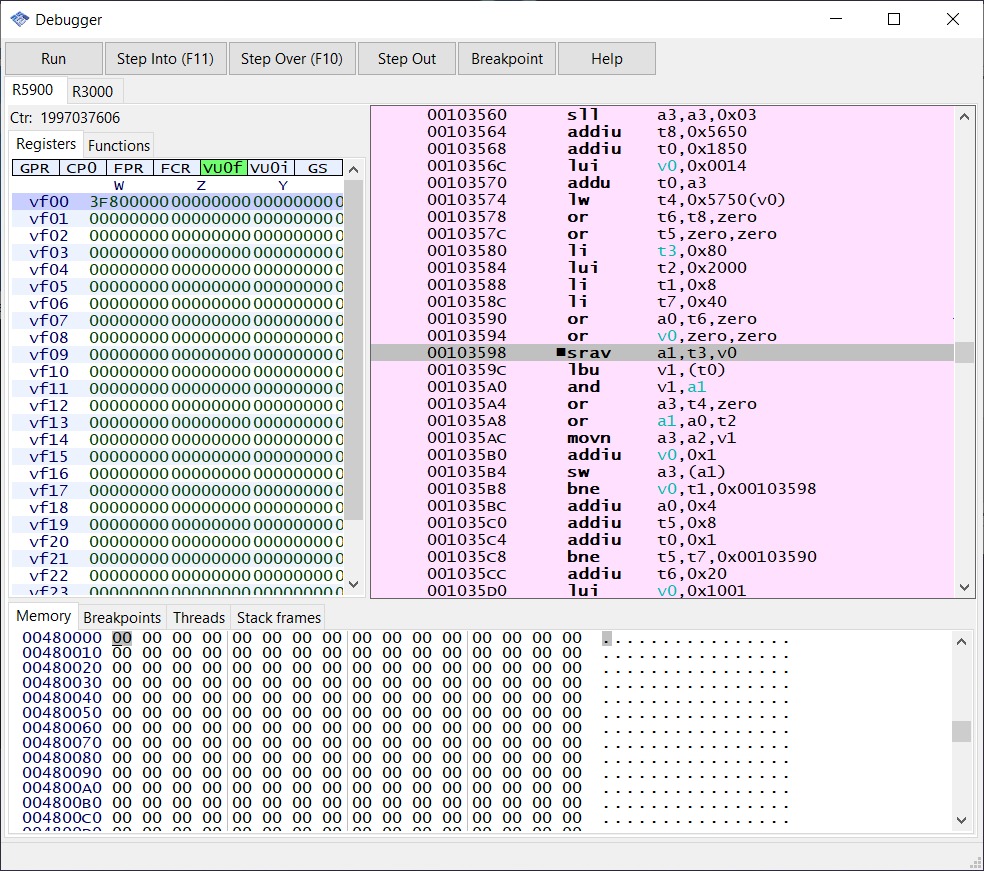 Debugger
Run Step Into (F11) Step Over (F10) Step Out Breakpoint Help
R5900 R3000
Ctr: 1997037606
Registers Functions
GPR CP0 FPR FCR VU0f VU0i GS
W Z Y
vf00 3F800000 00000000 00000000 0
vf01 00000000 00000000 00000000 0
vf02 00000000 00000000 00000000 0
vf03 00000000 00000000 00000000 0
vf04 00000000 00000000 00000000 0
vf05 00000000 00000000 00000000 0
vf06 00000000 00000000 00000000 0
vf07 00000000 00000000 00000000 0
vf08 00000000 00000000 00000000 0
vf09 00000000 00000000 00000000 0
vf10 00000000 00000000 00000000 0
vf11 00000000 00000000 00000000 0
vf12 00000000 00000000 00000000 0
vf13 00000000 00000000 00000000 0
vf14 00000000 00000000 00000000 0
vf15 00000000 00000000 00000000 0
vf16 00000000 00000000 00000000 0
vf17 00000000 00000000 00000000 0
vf18 00000000 00000000 00000000 0
vf19 00000000 00000000 00000000 0
vf20 00000000 00000000 00000000 0
vf21 00000000 00000000 00000000 0
vf22 00000000 00000000 00000000 0
vf23 00000000 00000000 00000000 0
00103560 sll a3,a3,0x03
00103564 addiu t8,0x5650
00103568 addiu t0,0x1850
0010356C lui v0,0x0014
00103570 addu t0,a3
00103574 lw t4,0x5750(v0)
00103578 or t6,t8,zero
0010357C or t5,zero,zero
00103580 li t3,0x80
00103584 lui t2,0x2000
00103588 li t1,0x8
0010358C li t7,0x40
00103590 or a0,t6,zero
00103594 or v0,zero,zero
00103598 ■srav a1,t3,v0
0010359C lbu v1,(t0)
001035A0 and v1,a1
001035A4 or a3,t4,zero
001035A8 or a1,a0,t2
001035AC movn a3,a2,v1
001035B0 addiu v0,0x1
001035B4 sw a3,(a1)
001035B8 bne v0,t1,0x00103598
001035BC addiu a0,0x4
001035C0 addiu t5,0x8
001035C4 addiu t0,0x1
001035C8 bne t5,t7,0x00103590
001035CC addiu t6,0x20
001035D0 lui v0,0x1001
Memory Breakpoints Threads Stack frames
00480000 00 00 00 00 00 00 00 00 00 00 00 00 00 00 00 00 ................
00480010 00 00 00 00 00 00 00 00 00 00 00 00 00 00 00 00 ................
00480020 00 00 00 00 00 00 00 00 00 00 00 00 00 00 00 00 ................
00480030 00 00 00 00 00 00 00 00 00 00 00 00 00 00 00 00 ................
00480040 00 00 00 00 00 00 00 00 00 00 00 00 00 00 00 00 ................
00480050 00 00 00 00 00 00 00 00 00 00 00 00 00 00 00 00 ................
00480060 00 00 00 00 00 00 00 00 00 00 00 00 00 00 00 00 ................
00480070 00 00 00 00 00 00 00 00 00 00 00 00 00 00 00 00 ................
00480080 00 00 00 00 00 00 00 00 00 00 00 00 00 00 00 00 ................
00480090 00 00 00 00 00 00 00 00 00 00 00 00 00 00 00 00 ................
004800A0 00 00 00 00 00 00 00 00 00 00 00 00 00 00 00 00 ................
004800B0 00 00 00 00 00 00 00 00 00 00 00 00 00 00 00 00 ................
004800C0 00 00 00 00 00 00 00 00 00 00 00 00 00 00 00 00 ................